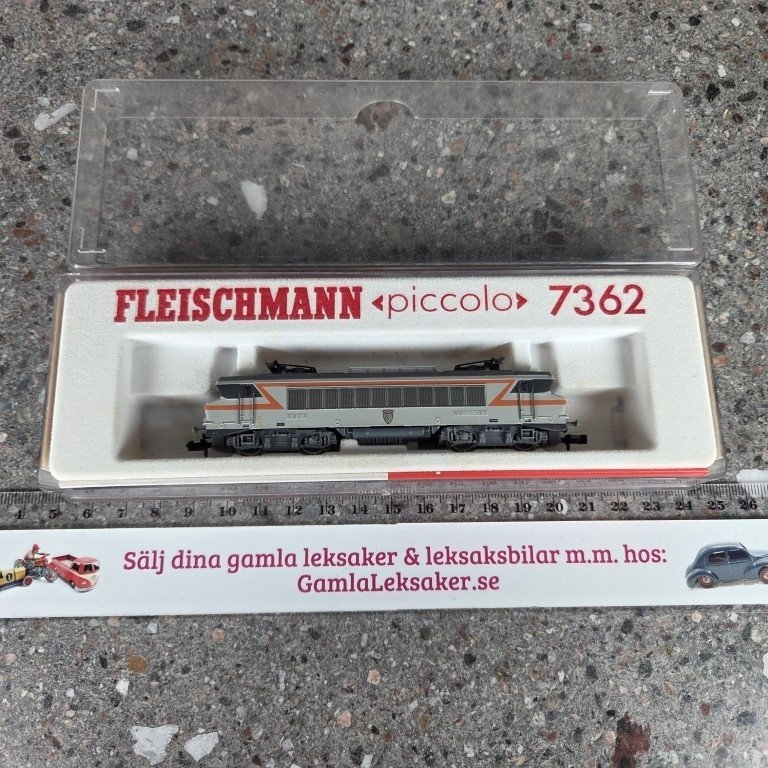 FLEISCHMANN «piccolo» 7362
4 5 6 7 8 9 10 11 12 13 14 15 16 17 18 19 20 21 22 23 24 25 26
Sälj dina gamla leksaker & leksaksbilar m.m. hos:
GamlaLeksaker.se